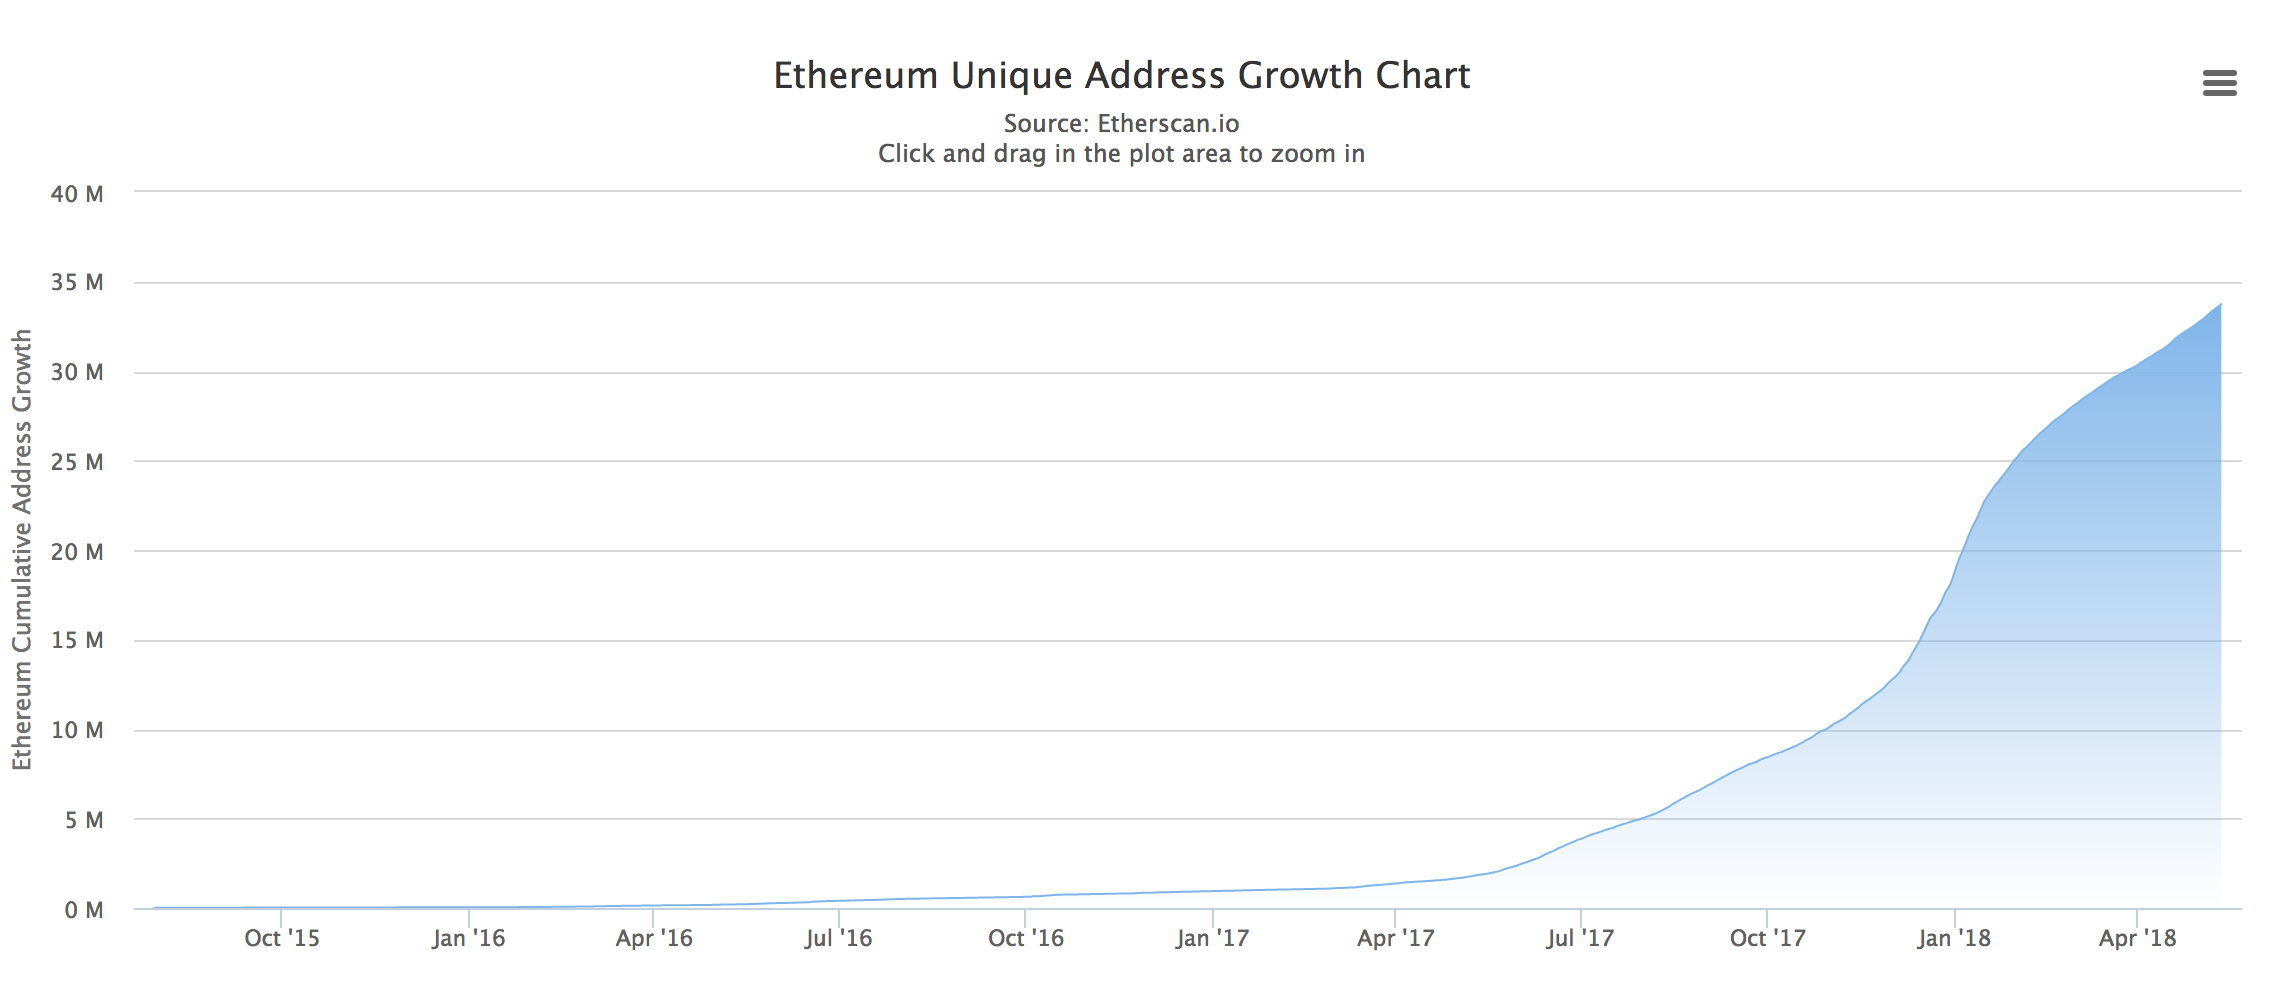 Ethereum Unique Address Growth Chart
Source: Etherscan.io
Click and drag in the plot area to zoom in
Ethereum Cumulative Address Growth
40 M
35 M
30 M
25 M
20 M
15 M
10 M
5 M
0 M
Oct '15 Jan '16 Apr '16 Jul '16 Oct '16 Jan '17 Apr '17 Jul '17 Oct '17 Jan '18 Apr '18